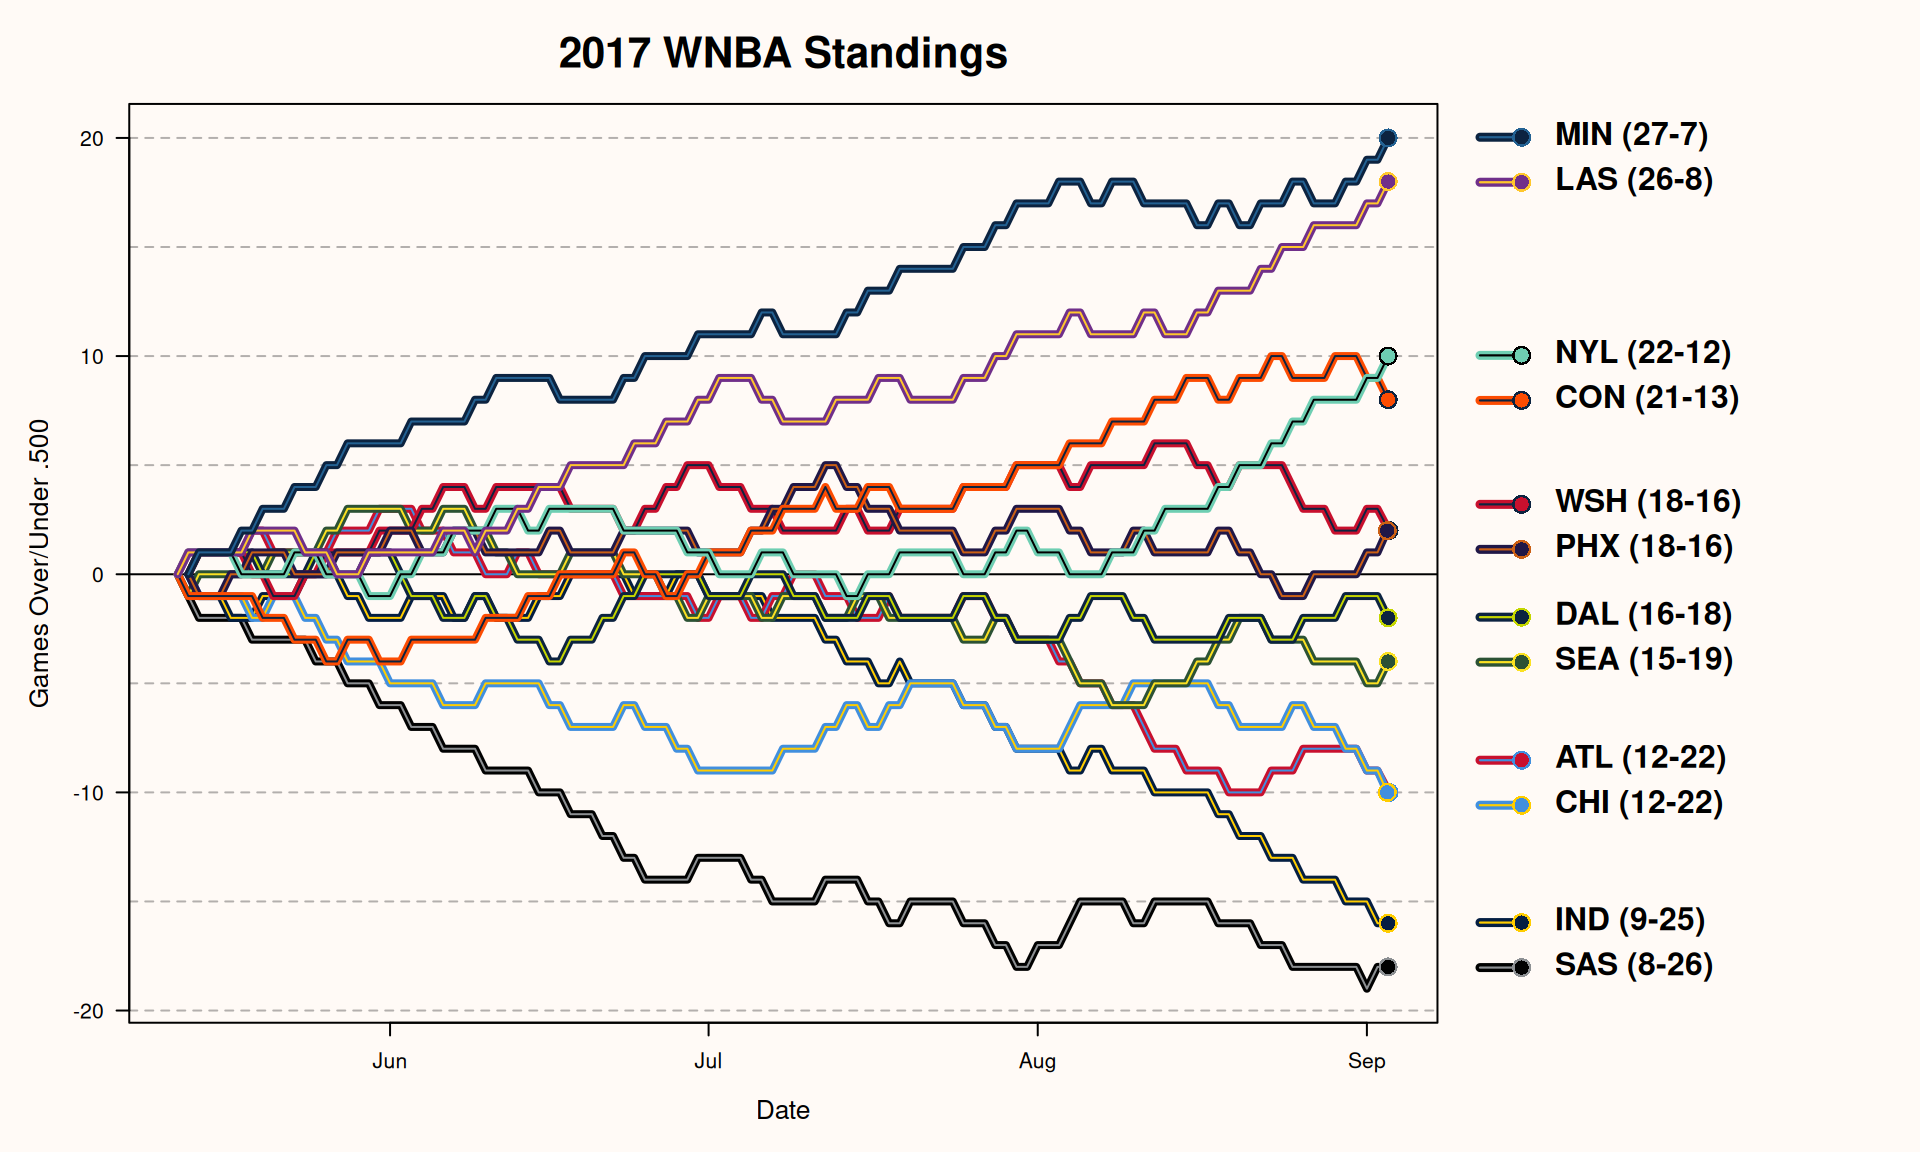 2017 WNBA Standings
Games Over/Under .500
20
10
0
-10
-20
Jun
Jul
Aug
Sep
Date
MIN (27-7)
LAS (26-8)
NYL (22-12)
CON (21-13)
WSH (18-16)
PHX (18-16)
DAL (16-18)
SEA (15-19)
ATL (12-22)
CHI (12-22)
IND (9-25)
SAS (8-26)